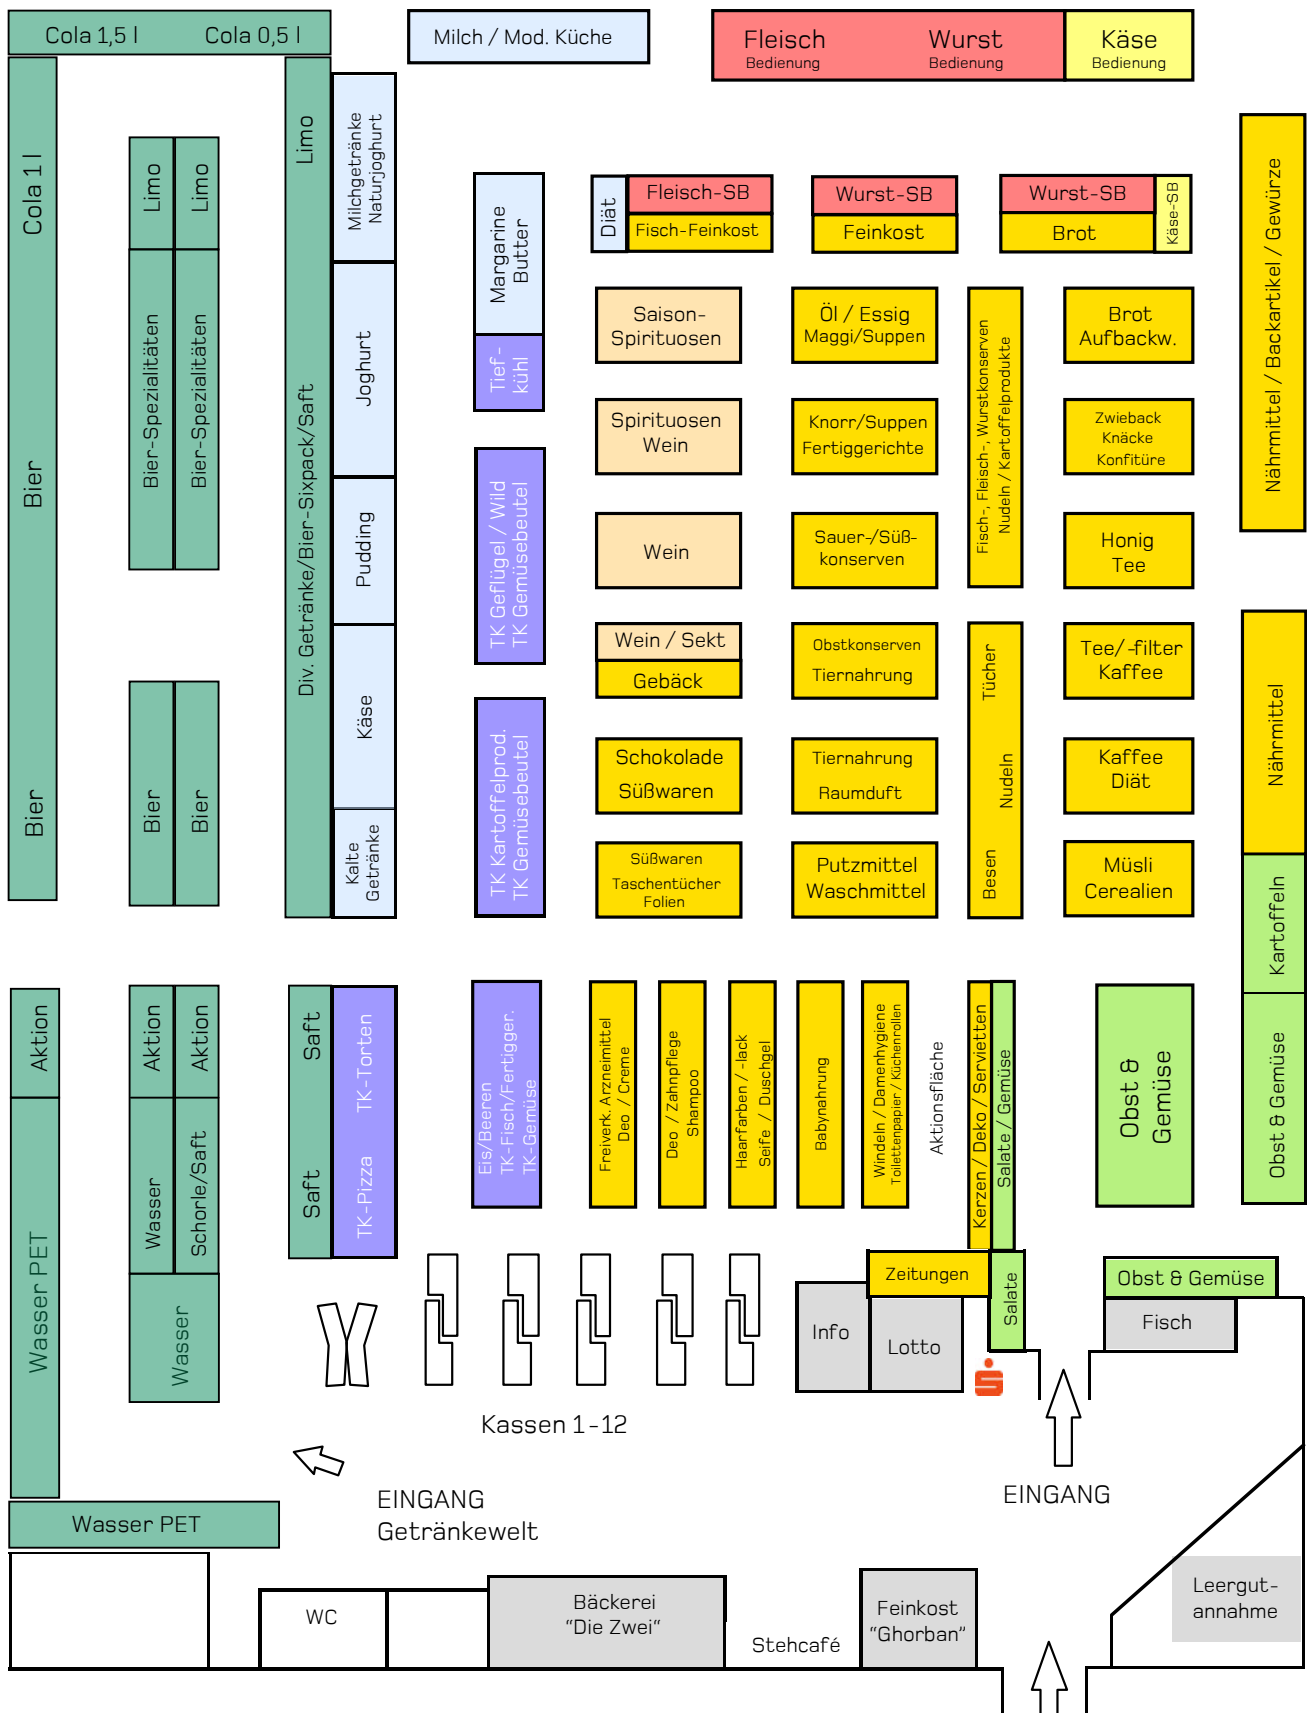 Cola 1,5 l
Cola 0,5 l
Milch / Mod. Küche
Fleisch
Bedienung
Wurst
Bedienung
Käse
Bedienung
Cola 1 l
Bier
Bier
Limo
Limo
Bier-Spezialitäten
Bier-Spezialitäten
Bier
Bier
Limo
Div. Getränke/Bier-Sixpack/Saft
Milchgetränke
Naturjoghurt
Joghurt
Pudding
Käse
Kalte
Getränke
Margarine
Butter
Tief-
kühl
TK Geflügel / Wild
TK Gemüsebeutel
TK Kartoffelprod.
TK Gemüsebeutel
Diät
Fleisch-SB
Fisch-Feinkost
Wurst-SB
Feinkost
Wurst-SB
Brot
Käse-SB
Saison-
Spirituosen
Spirituosen
Wein
Wein
Wein / Sekt
Gebäck
Schokolade
Süßwaren
Süßwaren
Taschentücher
Folien
Öl / Essig
Maggi/Suppen
Knorr/Suppen
Fertiggerichte
Sauer-/Süß-
konserven
Obstkonserven
Tiernahrung
Tiernahrung
Raumduft
Putzmittel
Waschmittel
Fisch-, Fleisch-, Wurstkonserven
Nudeln / Kartoffelprodukte
Tücher
Nudeln
Besen
Brot
Aufbackw.
Zwieback
Knäcke
Konfitüre
Honig
Tee
Tee/-filter
Kaffee
Kaffee
Diät
Müsli
Cerealien
Nährmittel / Backartikel / Gewürze
Nährmittel
Kartoffeln
Obst & Gemüse
Aktion
Aktion
Aktion
Wasser PET
Wasser
Schorle/Saft
Wasser
Saft
Saft
TK-Torten
TK-Pizza
Eis/Beeren
TK-Fisch/Fertigger.
TK-Gemüse
Freiverk. Arzneimittel
Deo / Creme
Deo / Zahnpflege
Shampoo
Haarfarben / -lack
Seife / Duschgel
Babynahrung
Windeln / Damenhygiene
Toilettenpapier / Küchenrollen
Aktionsfläche
Kerzen / Deko / Servietten
Salate / Gemüse
Obst &
Gemüse
Zeitungen
Salate
Obst & Gemüse
Fisch
Info
Lotto
Kassen 1-12
EINGANG
Getränkewelt
EINGANG
Wasser PET
WC
Bäckerei
"Die Zwei"
Stehcafé
Feinkost
"Ghorban"
Leergut-
annahme